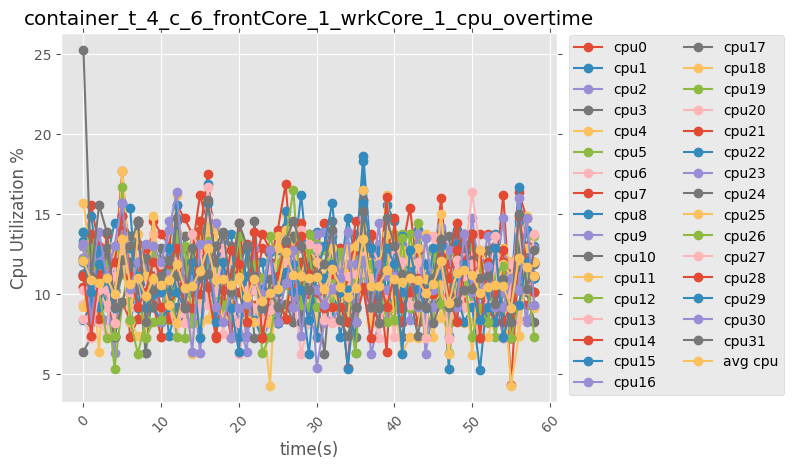 container_t_4_c_6_frontCore_1_wrkCore_1_cpu_overtime
Cpu Utilization %
25
20
15
10
5
0
10
20
30
40
50
60
time(s)
cpu0
cpu1
cpu2
cpu3
cpu4
cpu5
cpu6
cpu7
cpu8
cpu9
cpu10
cpu11
cpu12
cpu13
cpu14
cpu15
cpu16
cpu17
cpu18
cpu19
cpu20
cpu21
cpu22
cpu23
cpu24
cpu25
cpu26
cpu27
cpu28
cpu29
cpu30
cpu31
avg cpu